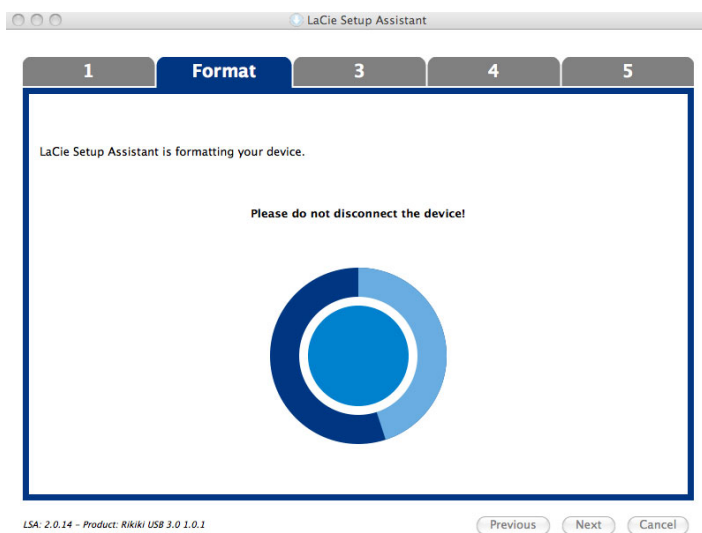 LaCie Setup Assistant
1 Format 3 4 5
LaCie Setup Assistant is formatting your device.
Please do not disconnect the device!
LSA: 2.0.14 – Product: Rikiki USB 3.0 1.0.1
Previous Next Cancel